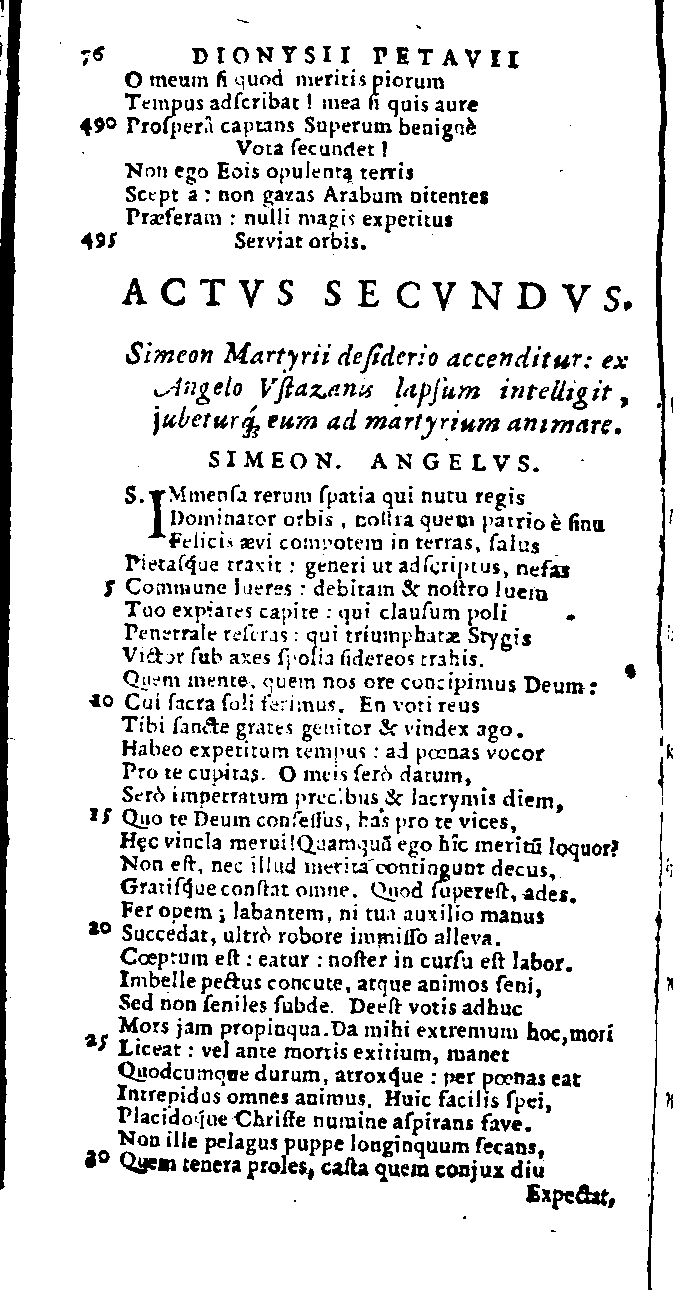 76 DIONYSII PETAVII
O meum ſi quod meritis piorum
Tempus adſcribat ! mea ſi quis aure
490 Proſperâ captans Superum benignè
Vota ſecundet !
Non ego Eois opulenta terris
Scept a : non gazas Arabum nitentes
Præferam : nulli magis expetitus
495 Serviat orbis.
ACTVS SECVNDVS.
Simeon Martyrii deſiderio accenditur: ex
Angelo Vſtazanis lapſum intelligit,
jubeturq́; eum ad martyrium animare.
SIMEON. ANGELVS.
S. IMmenſa rerum ſpatia qui nutu regis
Dominator orbis, noſtra quem patrio è ſinu
Felicis ævi compotem in terras, ſalus
Pietaſque traxit : generi ut adſcriptus, nefas
5 Commune lueres : debitam & noſtro luem
Tuo expiares capite : qui clauſum poli
Penetrale reſeras : qui triumphatæ Stygis
Victor ſub axes ſpolia ſidereos trahis.
Quem mente, quem nos ore concipimus Deum :
10 Cui ſacra ſoli ferimus. En voti reus
Tibi ſancte grates genitor & vindex ago.
Habeo expetitum tempus : ad pœnas vocor
Pro te cupitas. O meis ſerò datum,
Serò impetratum precibus & lacrymis diem,
15 Quo te Deum confeſſus, has pro te vices,
Hęc vincla merui! Quamquã ego hîc meritũ loquor?
Non eſt, nec illud merita contingunt decus,
Gratiſque conſtat omne. Quod ſupereſt, ades.
Fer opem ; labantem, ni tua auxilio manus
20 Succedat, ultrò robore immiſſo alleva.
Cœptum eſt : eatur : noſter in curſu eſt labor.
Imbelle pectus concute, atque animos ſeni,
Sed non ſeniles ſubde. Deeſt votis adhuc
Mors jam propinqua. Da mihi extremum hoc, mori
25 Liceat : vel ante mortis exitium, manet
Quodcumque durum, atroxque : per pœnas eat
Intrepidus omnes animus. Huic facilis ſpei,
Placidoque Chriſte numine aſpirans fave.
Non ille pelagus puppe longinquum ſecans,
30 Quem tenera proles, caſta quem conjux diu
Expectat,